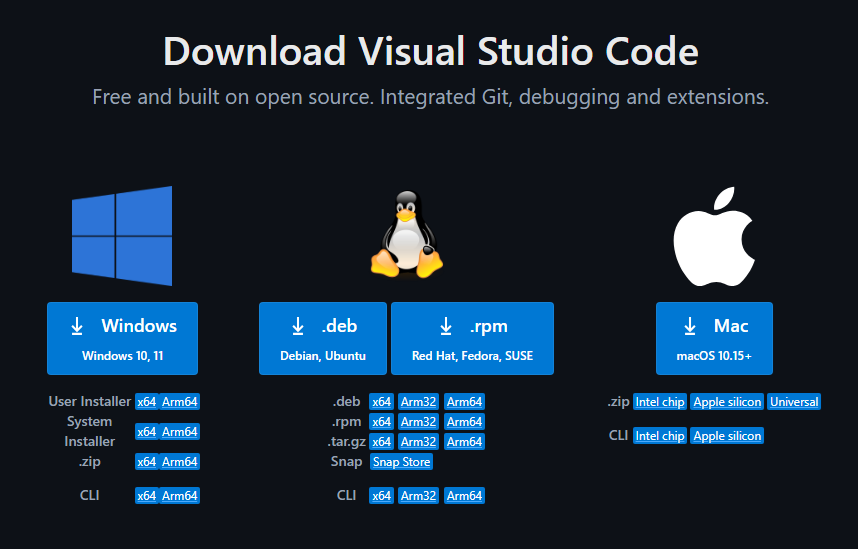 Download Visual Studio Code
Free and built on open source. Integrated Git, debugging and extensions.
Windows
Windows 10, 11
User Installer x64 Arm64
System
Installer x64 Arm64
.zip x64 Arm64
CLI x64 Arm64
.deb
Debian, Ubuntu
.rpm
Red Hat, Fedora, SUSE
.deb x64 Arm32 Arm64
.rpm x64 Arm32 Arm64
.tar.gz x64 Arm32 Arm64
Snap Snap Store
CLI x64 Arm32 Arm64
Mac
macOS 10.15+
.zip Intel chip Apple silicon Universal
CLI Intel chip Apple silicon